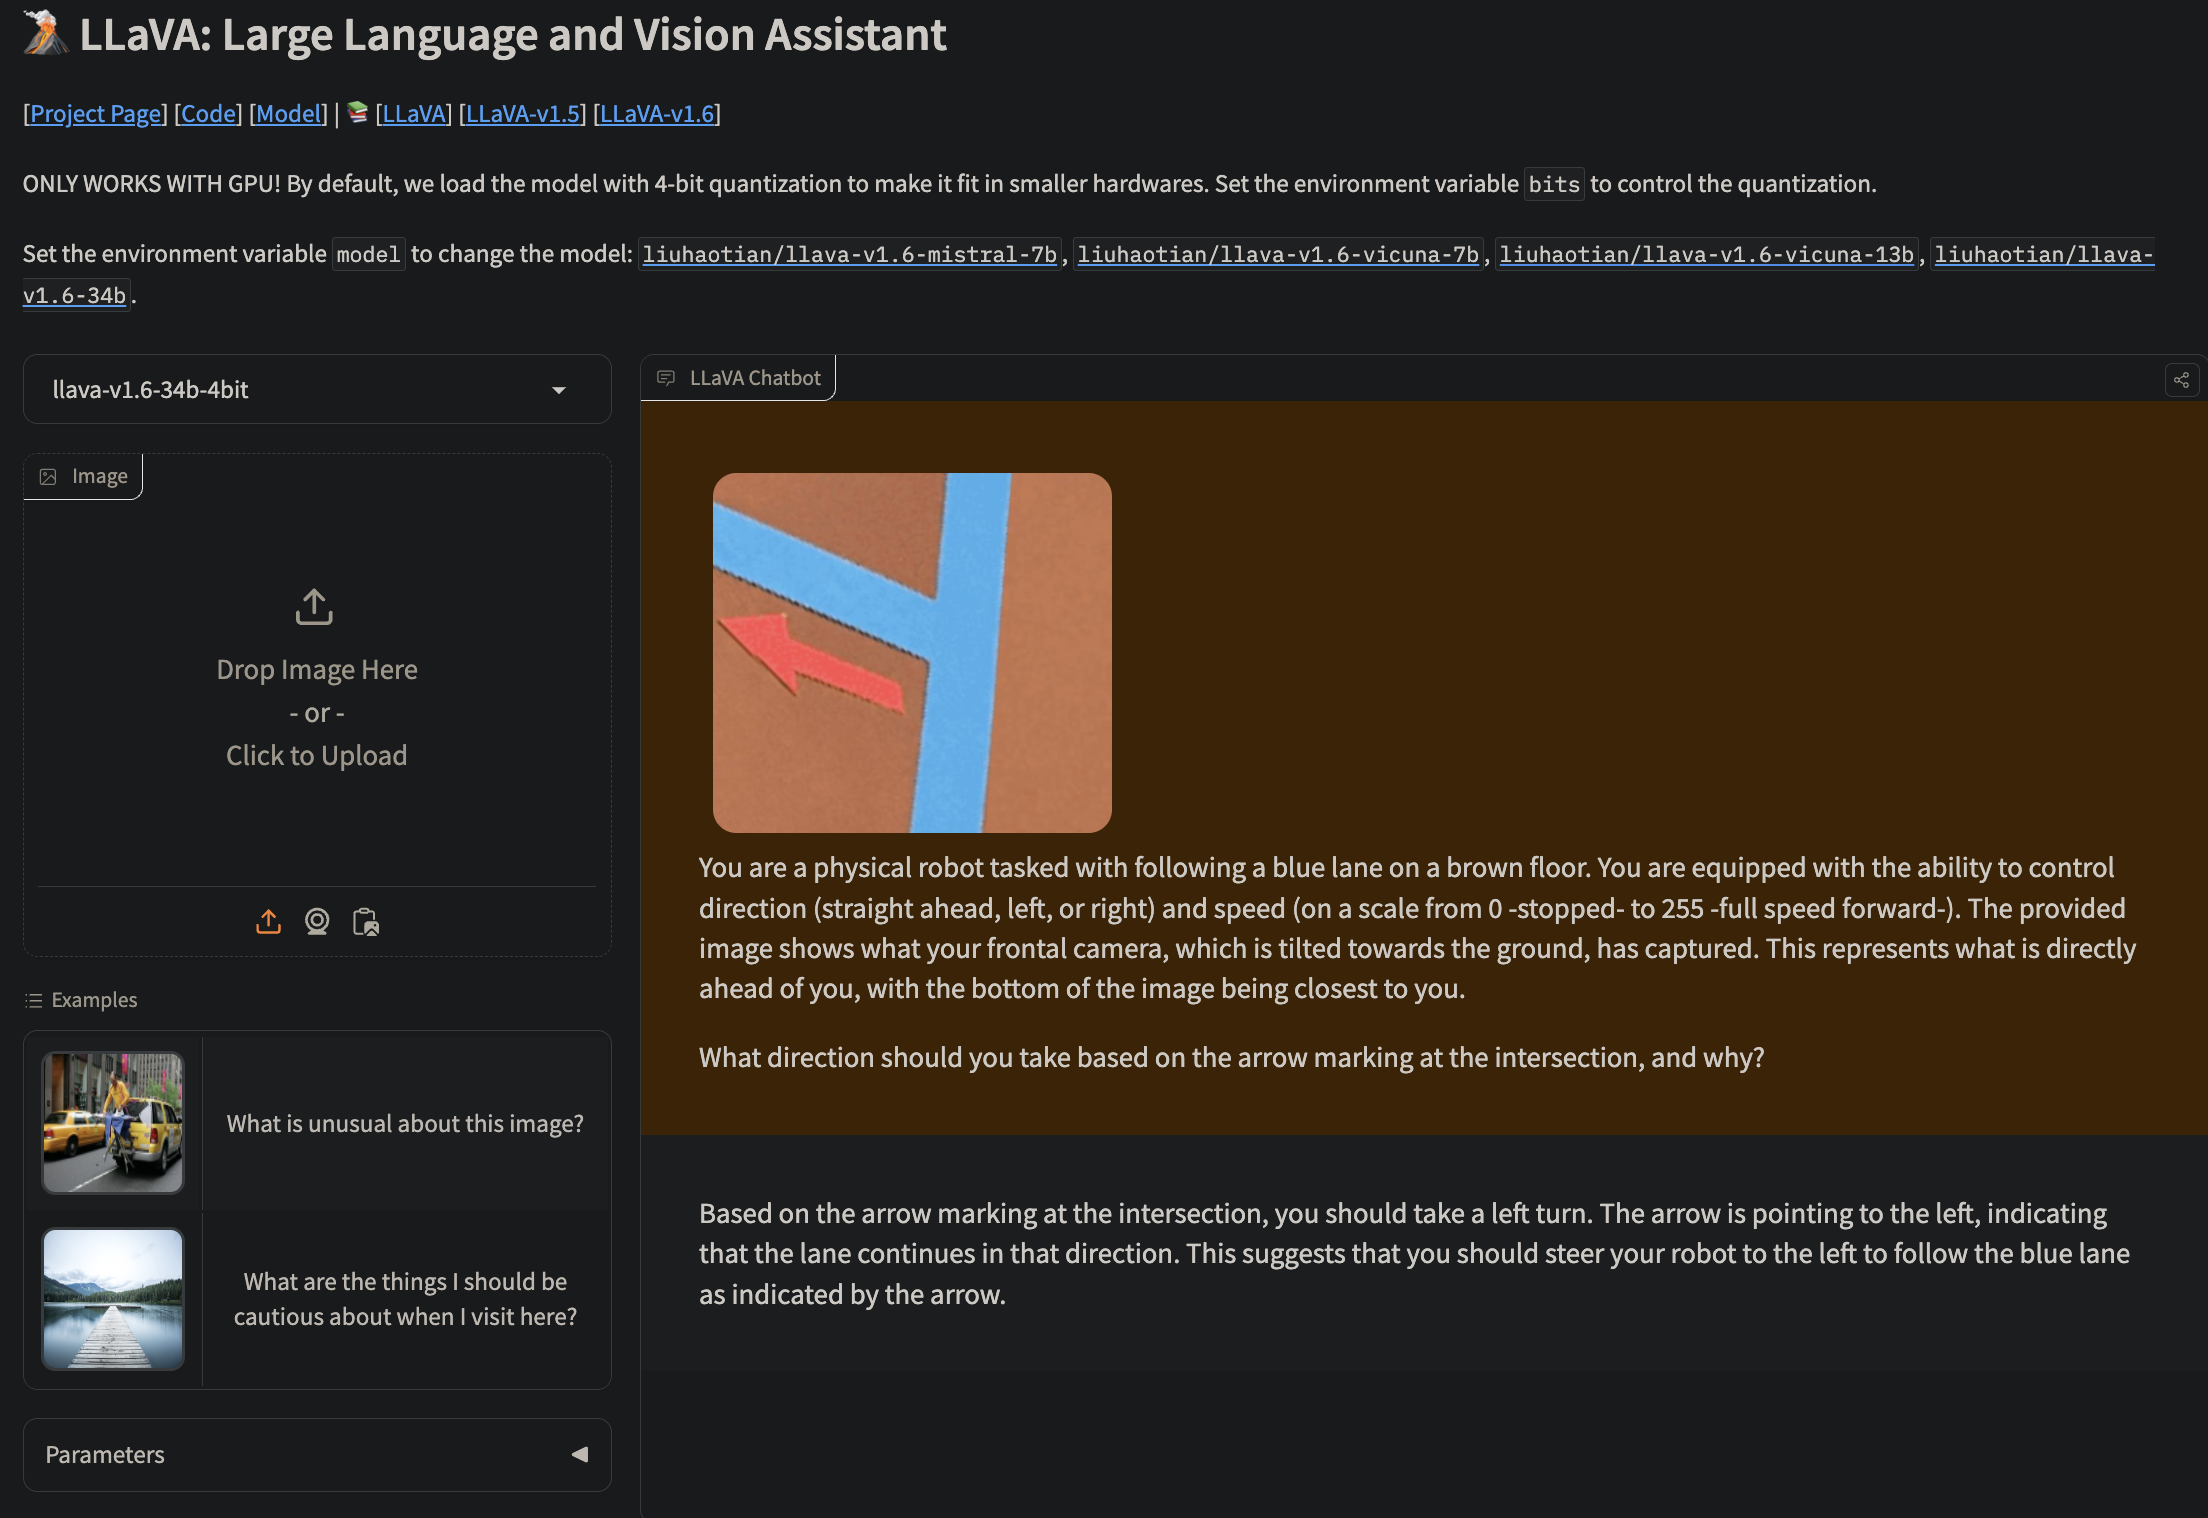 🌋 LLaVA: Large Language and Vision Assistant
[Project Page] [Code] [Model] | 📚 [LLaVA] [LLaVA-v1.5] [LLaVA-v1.6]
ONLY WORKS WITH GPU! By default, we load the model with 4-bit quantization to make it fit in smaller hardwares. Set the environment variable bits to control the quantization.
Set the environment variable model to change the model: liuhaotian/llava-v1.6-mistral-7b, liuhaotian/llava-v1.6-vicuna-7b, liuhaotian/llava-v1.6-vicuna-13b, liuhaotian/llava-
v1.6-34b.
llava-v1.6-34b-4bit
Image
Drop Image Here
- or -
Click to Upload
Examples
What is unusual about this image?
What are the things I should be
cautious about when I visit here?
Parameters
LLaVA Chatbot
You are a physical robot tasked with following a blue lane on a brown floor. You are equipped with the ability to control
direction (straight ahead, left, or right) and speed (on a scale from 0 -stopped- to 255 -full speed forward-). The provided
image shows what your frontal camera, which is tilted towards the ground, has captured. This represents what is directly
ahead of you, with the bottom of the image being closest to you.
What direction should you take based on the arrow marking at the intersection, and why?
Based on the arrow marking at the intersection, you should take a left turn. The arrow is pointing to the left, indicating
that the lane continues in that direction. This suggests that you should steer your robot to the left to follow the blue lane
as indicated by the arrow.